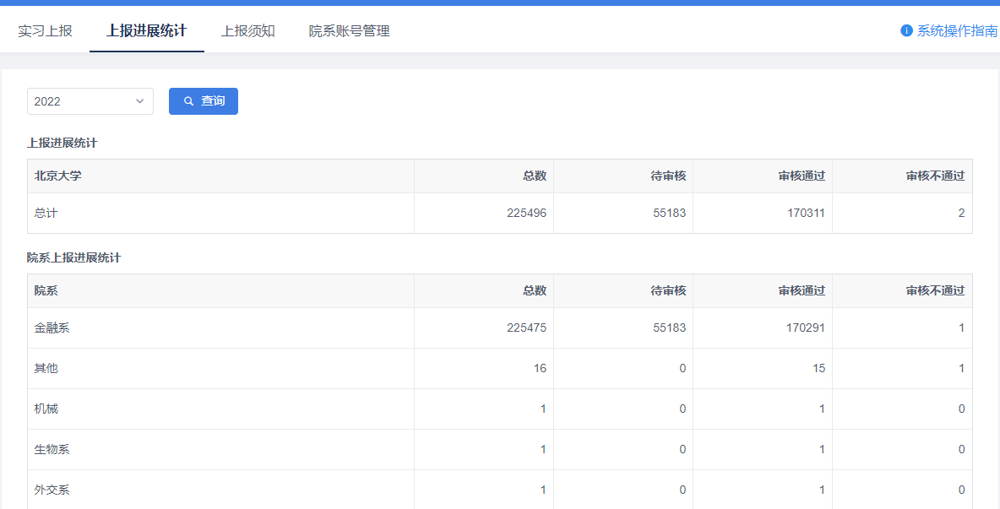 实习上报 上报进展统计 上报须知 院系账号管理 系统操作指南
2022 查询
上报进展统计
北京大学 总数 待审核 审核通过 审核不通过
总计 225496 55183 170311 2
院系上报进展统计
院系 总数 待审核 审核通过 审核不通过
金融系 225475 55183 170291 1
其他 16 0 15 1
机械 1 0 1 0
生物系 1 0 1 0
外交系 1 0 1 0